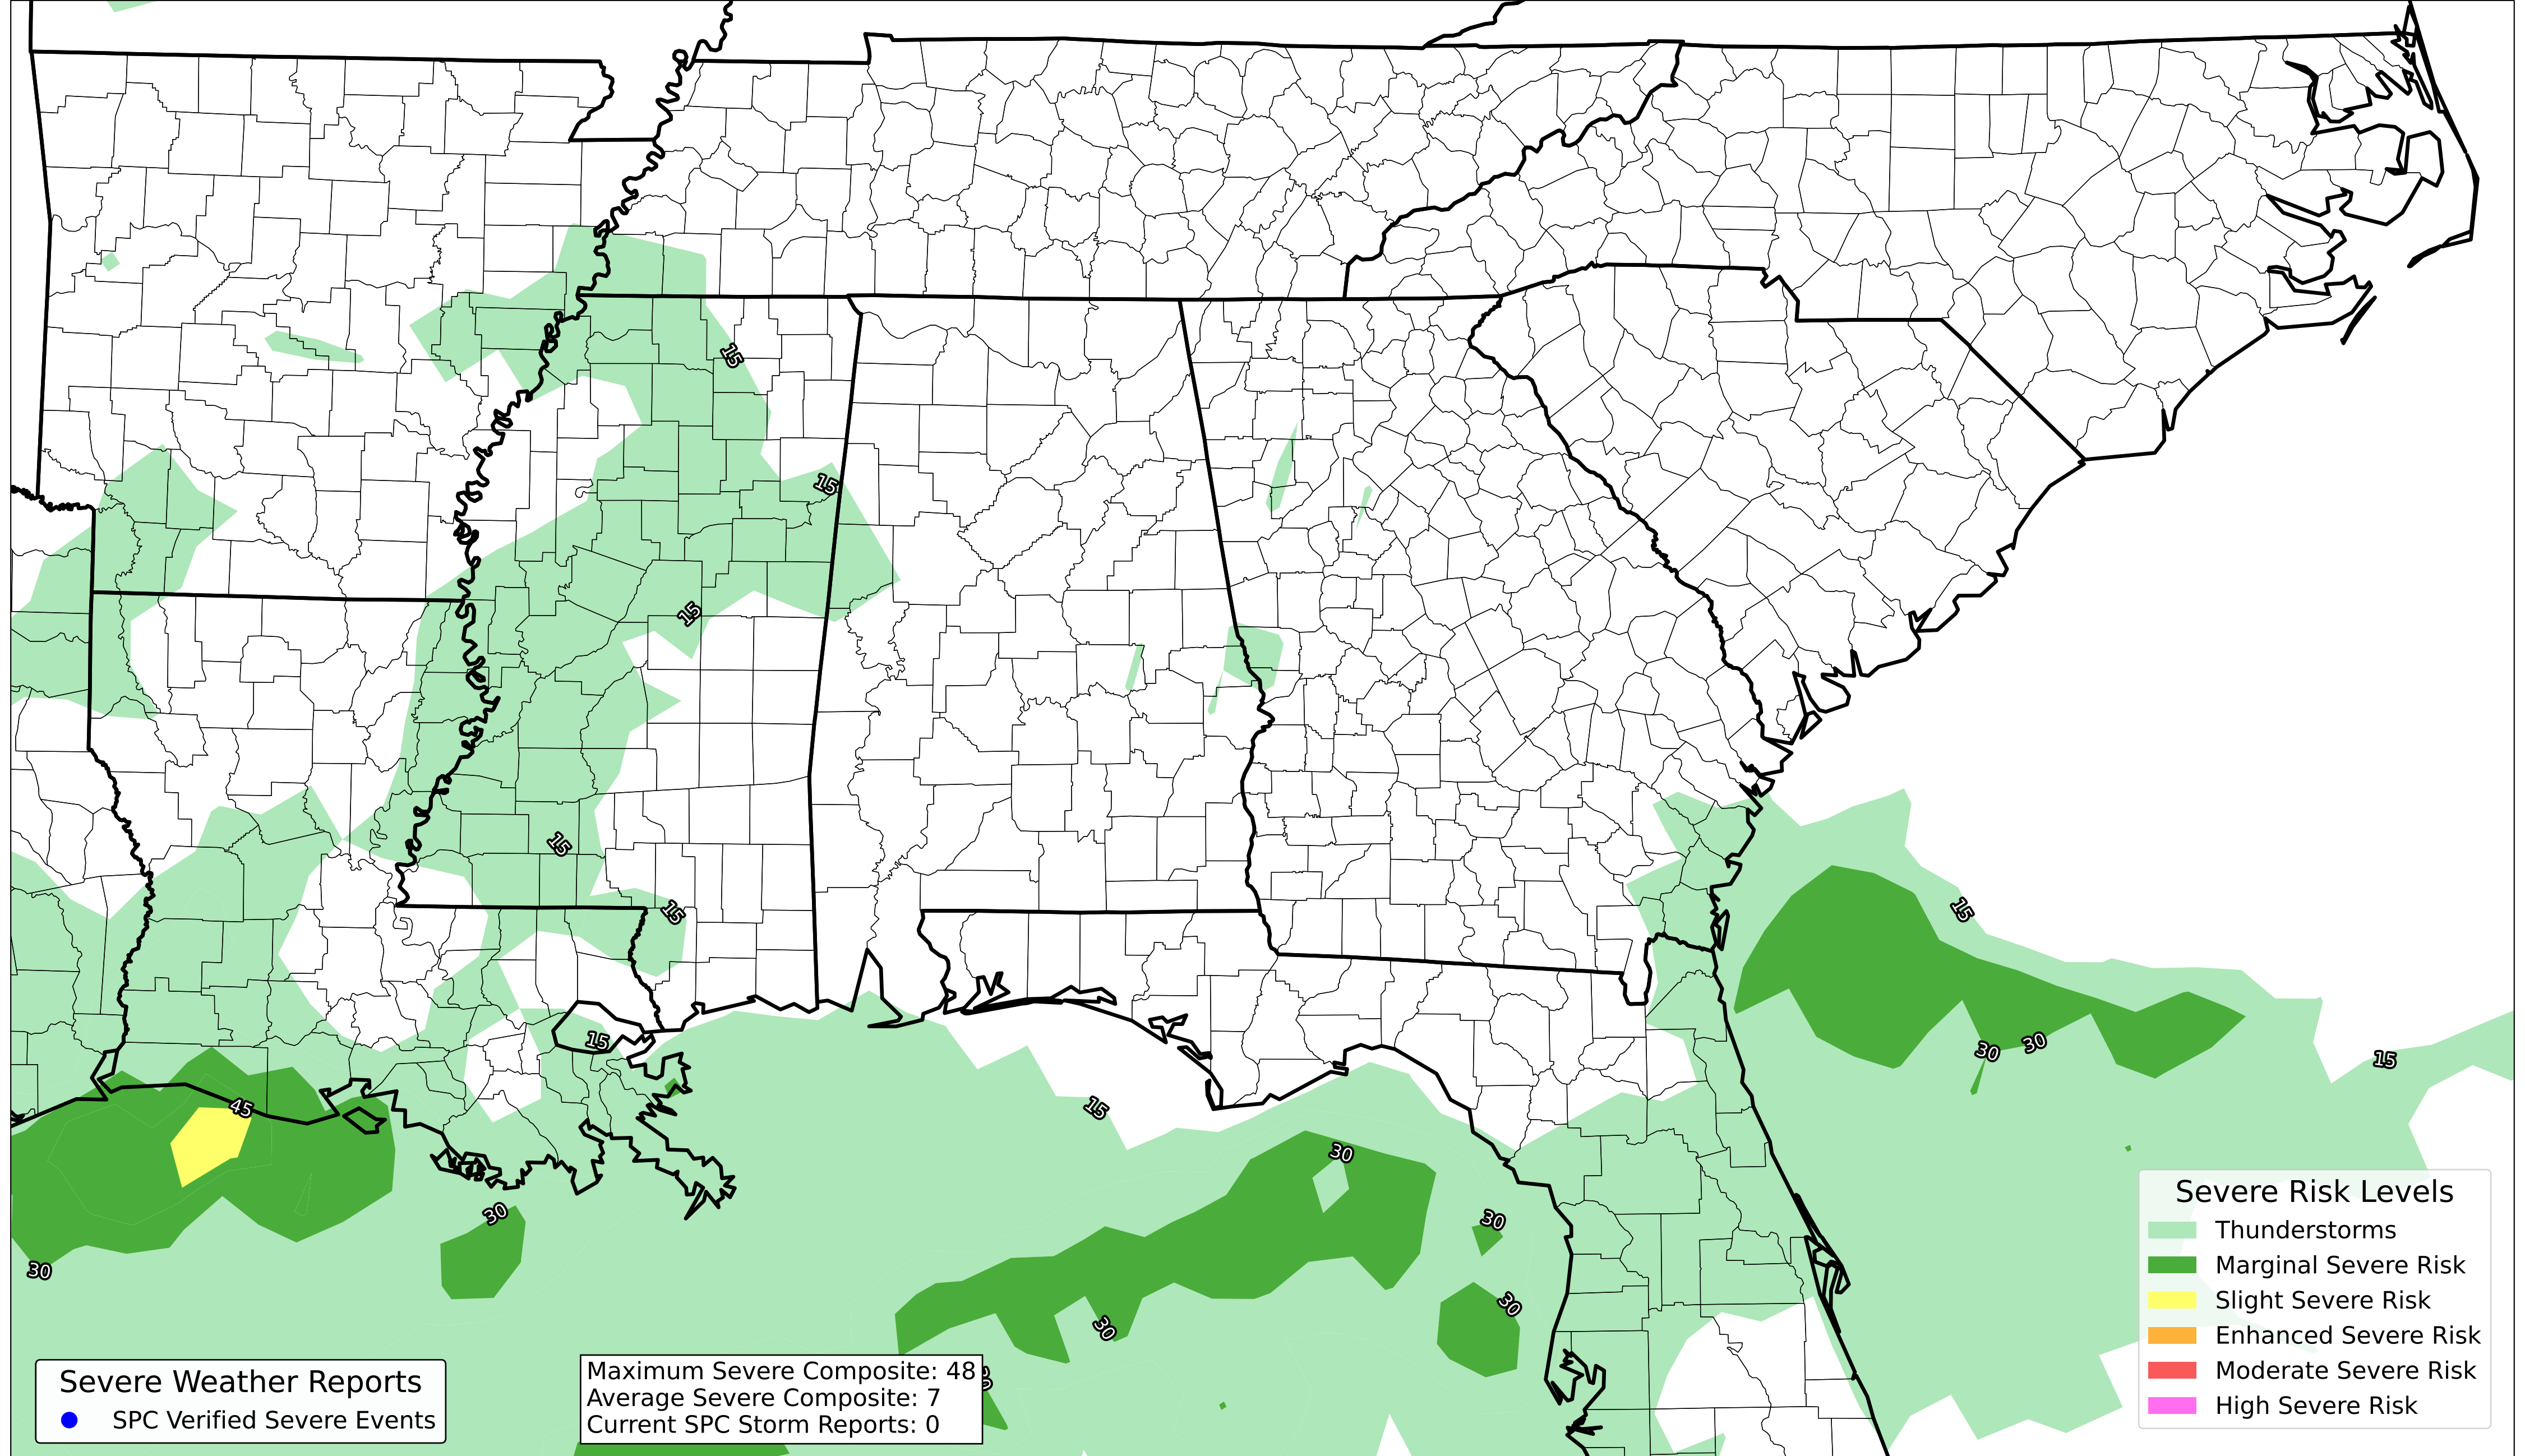 15
15
15
15
15
15
15
15
15
30
30
45
30
30
30
30
30
30
Severe Risk Levels
Thunderstorms
Marginal Severe Risk
Slight Severe Risk
Enhanced Severe Risk
Moderate Severe Risk
High Severe Risk
Severe Weather Reports
SPC Verified Severe Events
Maximum Severe Composite: 48
Average Severe Composite: 7
Current SPC Storm Reports: 0